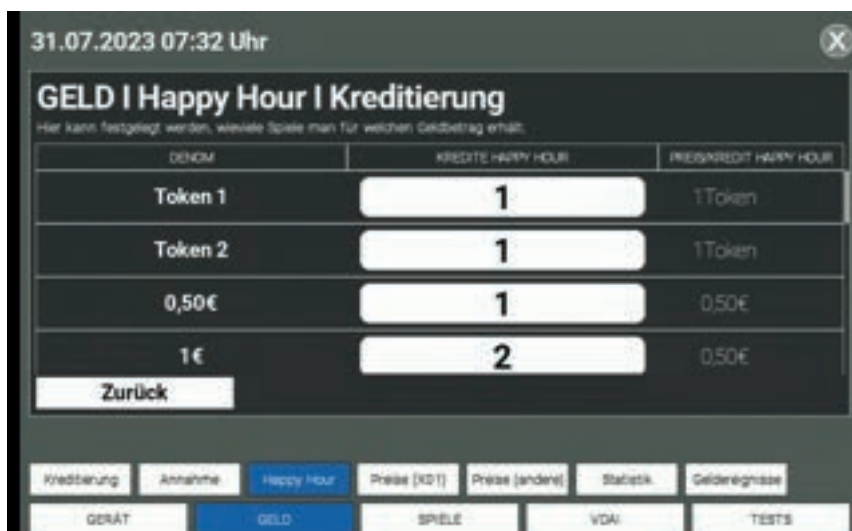 31.07.2023 07:32 Uhr
X
GELD I Happy Hour I Kreditierung
Hier kann festgelegt werden, wieviele Spiele man für welchen Geldbetrag erhält.
DENOM KREDITE HAPPY HOUR PREIS/KREDIT HAPPY HOUR
Token 1 1 1Token
Token 2 1 1Token
0,50€ 1 0,50€
1€ 2 0,50€
Zurück
Kreditierung Annahme Happy Hour Preise (X01) Preise (andere) Statistik Geldereignisse
GERÄT GELD SPIELE VDAI TESTS